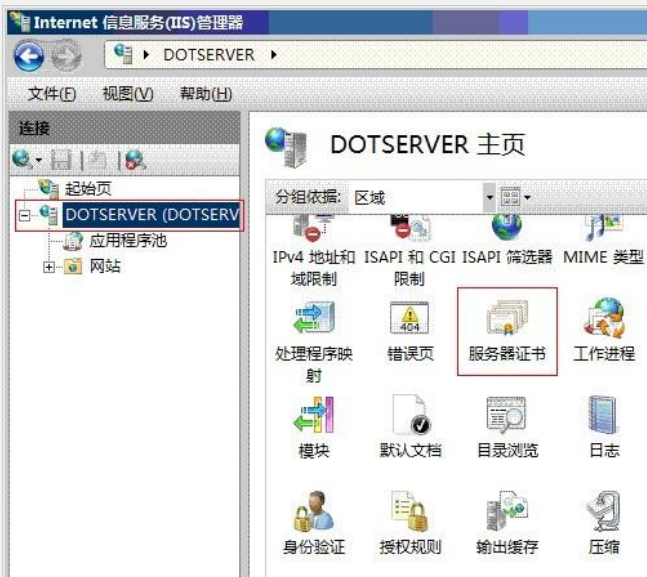 Internet 信息服务(IIS)管理器
DOTSERVER
文件(F) 视图(V) 帮助(H)
连接
起始页
DOTSERVER (DOTSERV
应用程序池
网站
DOTSERVER 主页
分组依据: 区域
IPv4 地址和域限制 ISAPI 和 CGI 限制 ISAPI 筛选器 MIME 类型
404
处理程序映射 错误页 服务器证书 工作进程
模块 默认文档 目录浏览 日志
身份验证 授权规则 输出缓存 压缩